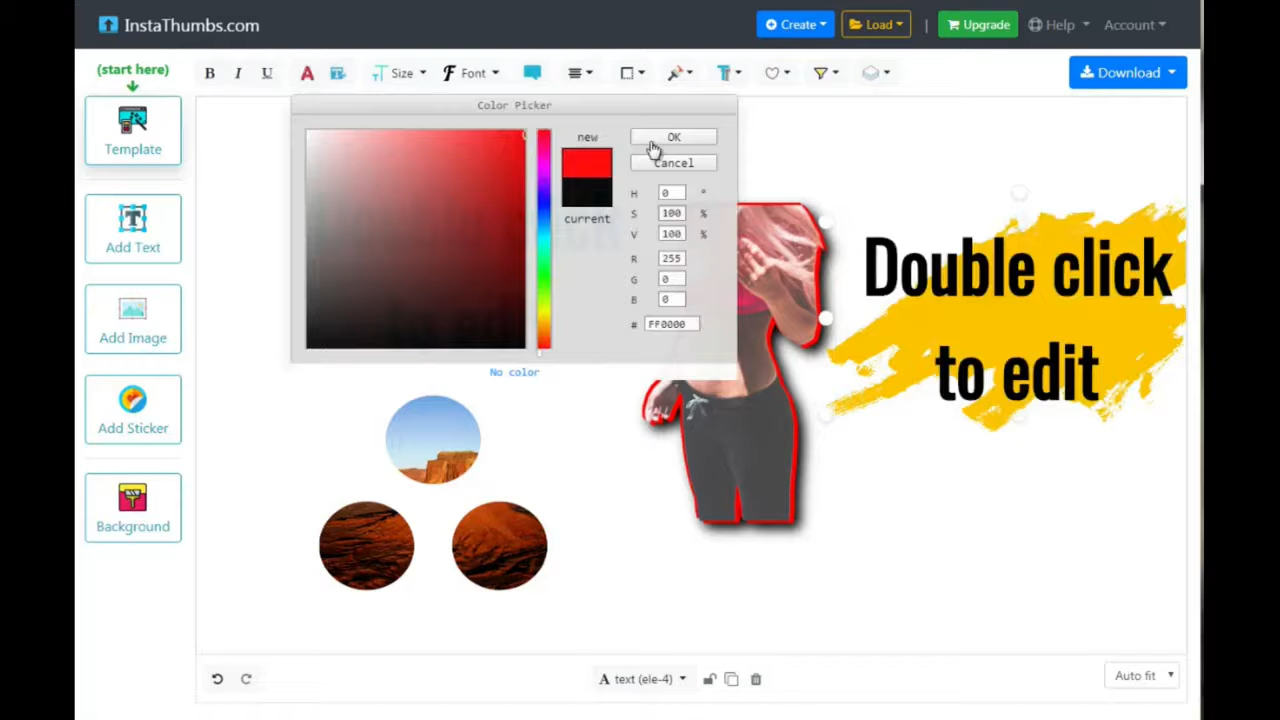 InstaThumbs.com
Create
Load
|
Upgrade
Help
Account
(start here)
B I U A Size Font
Download
Template
Add Text
Add Image
Add Sticker
Background
Color Picker
new
current
OK
Cancel
H 0 °
S 100 %
V 100 %
R 255
G 0
B 0
# FF0000
No color
Double click
to edit
A text (ele-4)
Auto fit